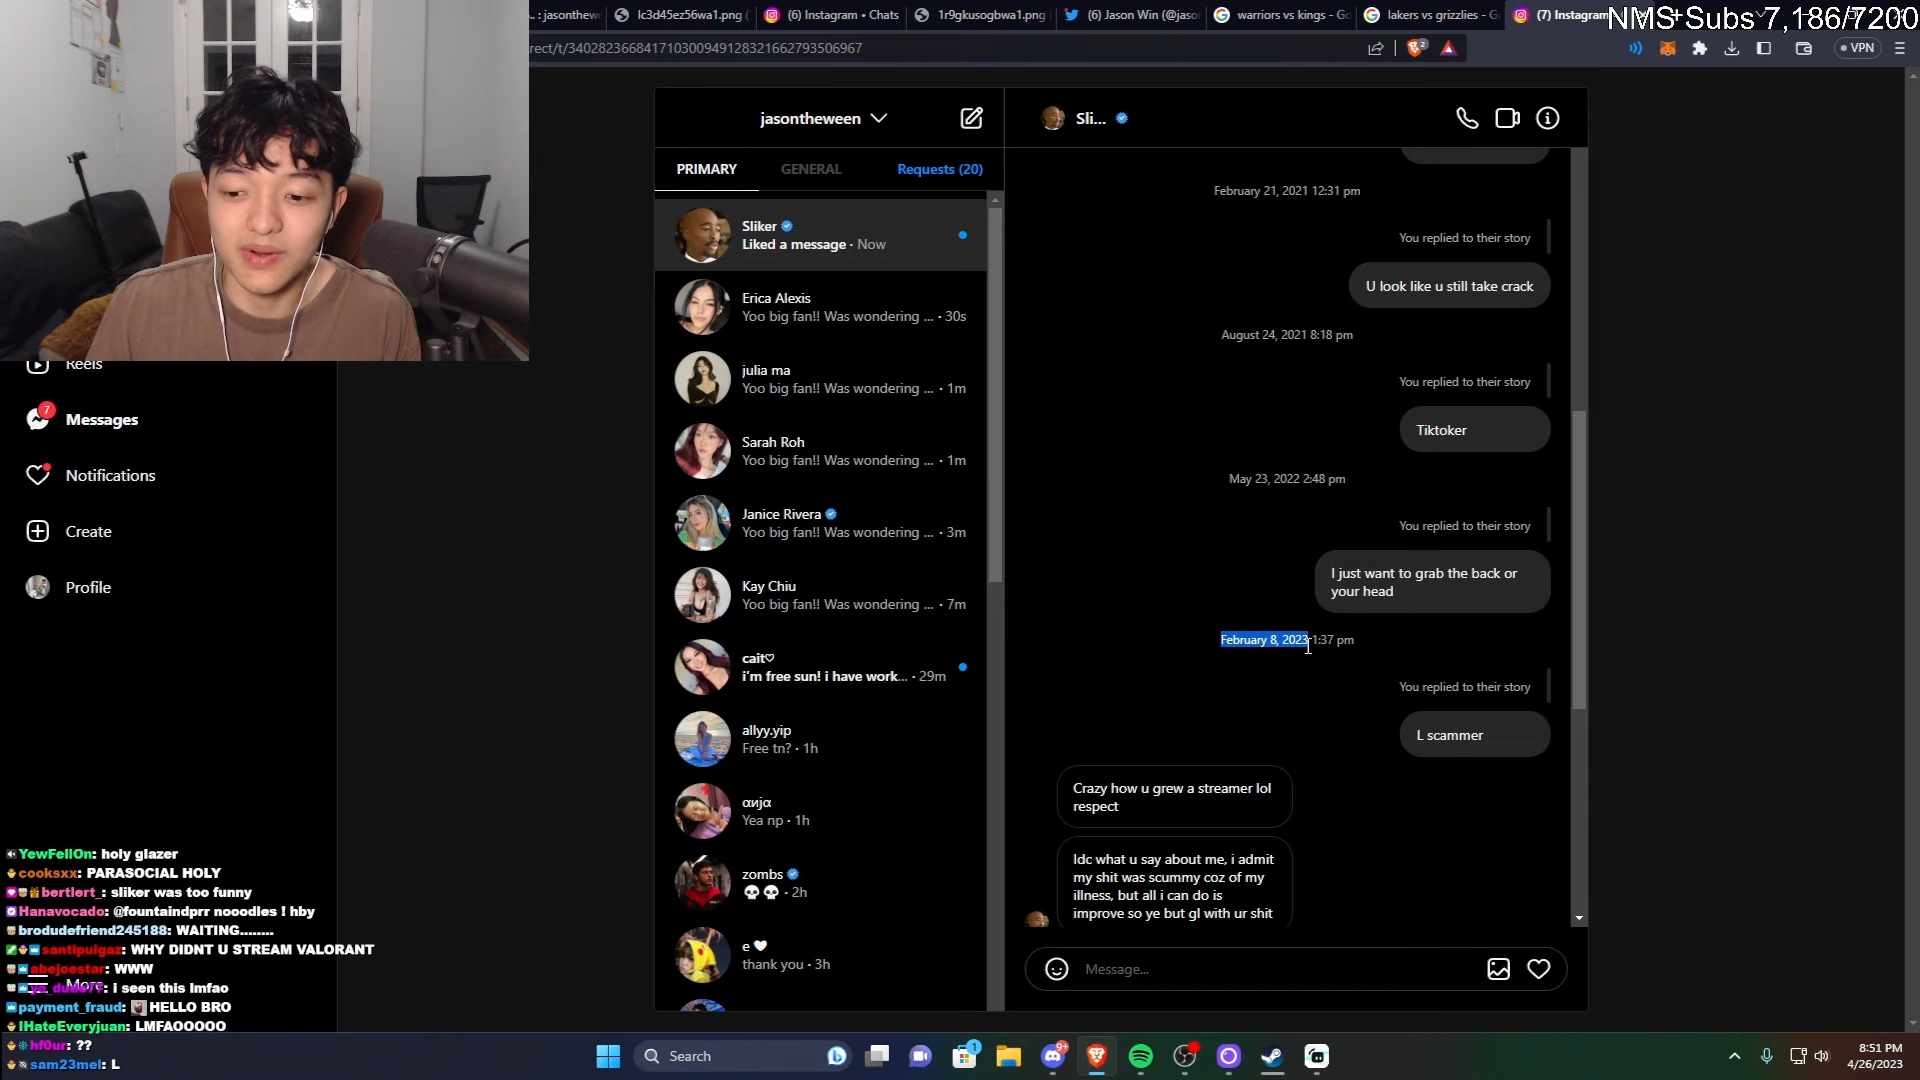 .. : jasonthewe
lc3d45ez56wa1.png (
(6) Instagram • Chats
1r9gkusogbwa1.png
(6) Jason Win (@jaso
warriors vs kings - Go
lakers vs grizzlies - G
(7) Instagram
NMS+Subs 7,186/7200
rect/t/340282366841710300949128321662793506967
2
VPN
jasontheween
PRIMARY
GENERAL
Requests (20)
Sliker
Liked a message · Now
Erica Alexis
Yoo big fan!! Was wondering ... · 30s
julia ma
Yoo big fan!! Was wondering ... · 1m
Sarah Roh
Yoo big fan!! Was wondering ... · 1m
Janice Rivera
Yoo big fan!! Was wondering ... · 3m
Kay Chiu
Yoo big fan!! Was wondering ... · 7m
cait♡
i'm free sun! i have work... · 29m
allyy.yip
Free tn? · 1h
αиjα
Yea np · 1h
zombs
💀💀 · 2h
e ❤
thank you · 3h
Sli...
February 21, 2021 12:31 pm
You replied to their story
U look like u still take crack
August 24, 2021 8:18 pm
You replied to their story
Tiktoker
May 23, 2022 2:48 pm
You replied to their story
I just want to grab the back or
your head
February 8, 2023 1:37 pm
You replied to their story
L scammer
Crazy how u grew a streamer lol
respect
Idc what u say about me, i admit
my shit was scummy coz of my
illness, but all i can do is
improve so ye but gl with ur shit
Message...
Reels
7
Messages
Notifications
Create
Profile
More
YewFellOn: holy glazer
cooksxx: PARASOCIAL HOLY
bertlert_: sliker was too funny
Hanavocado: @fountaindprr nooodles ! hby
brodudefriend245188: WAITING........
santipulgaz: WHY DIDNT U STREAM VALORANT
abejoestar: WWW
: i seen this lmfao
payment_fraud: HELLO BRO
IHateEveryjuan: LMFAOOOOO
hf0ur: ??
sam23mel: L
Search
1
9+
8:51 PM
4/26/2023